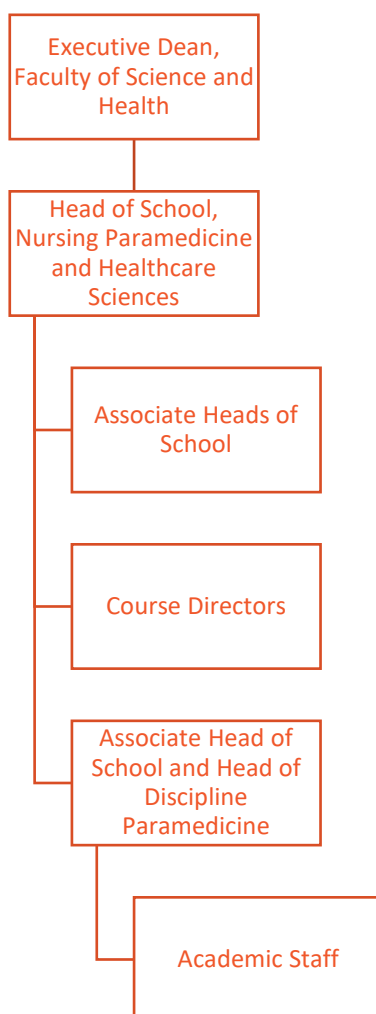 Executive Dean,
Faculty of Science and
Health
Head of School,
Nursing Paramedicine
and Healthcare
Sciences
Associate Heads of
School
Course Directors
Associate Head of
School and Head of
Discipline
Paramedicine
Academic Staff